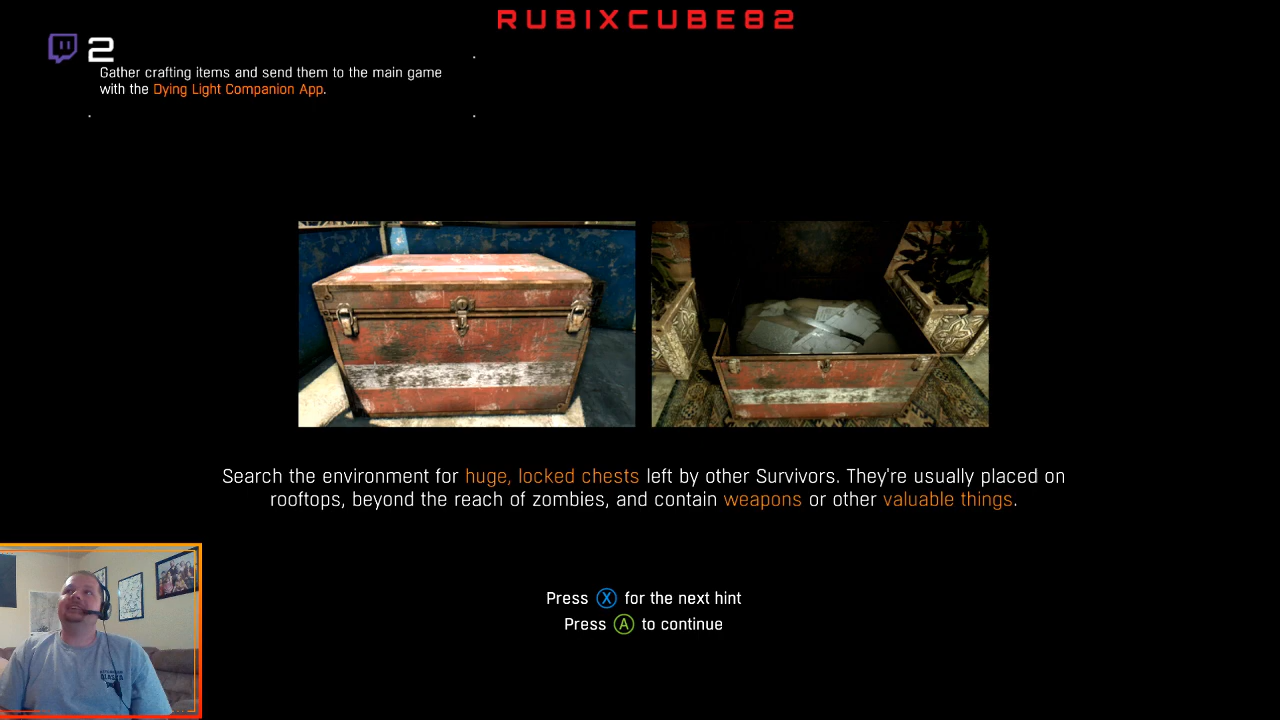 RUBIXCUBE82
2
Gather crafting items and send them to the main game
with the Dying Light Companion App.
Search the environment for huge, locked chests left by other Survivors. They're usually placed on
rooftops, beyond the reach of zombies, and contain weapons or other valuable things.
Press X for the next hint
Press A to continue
ALASKA